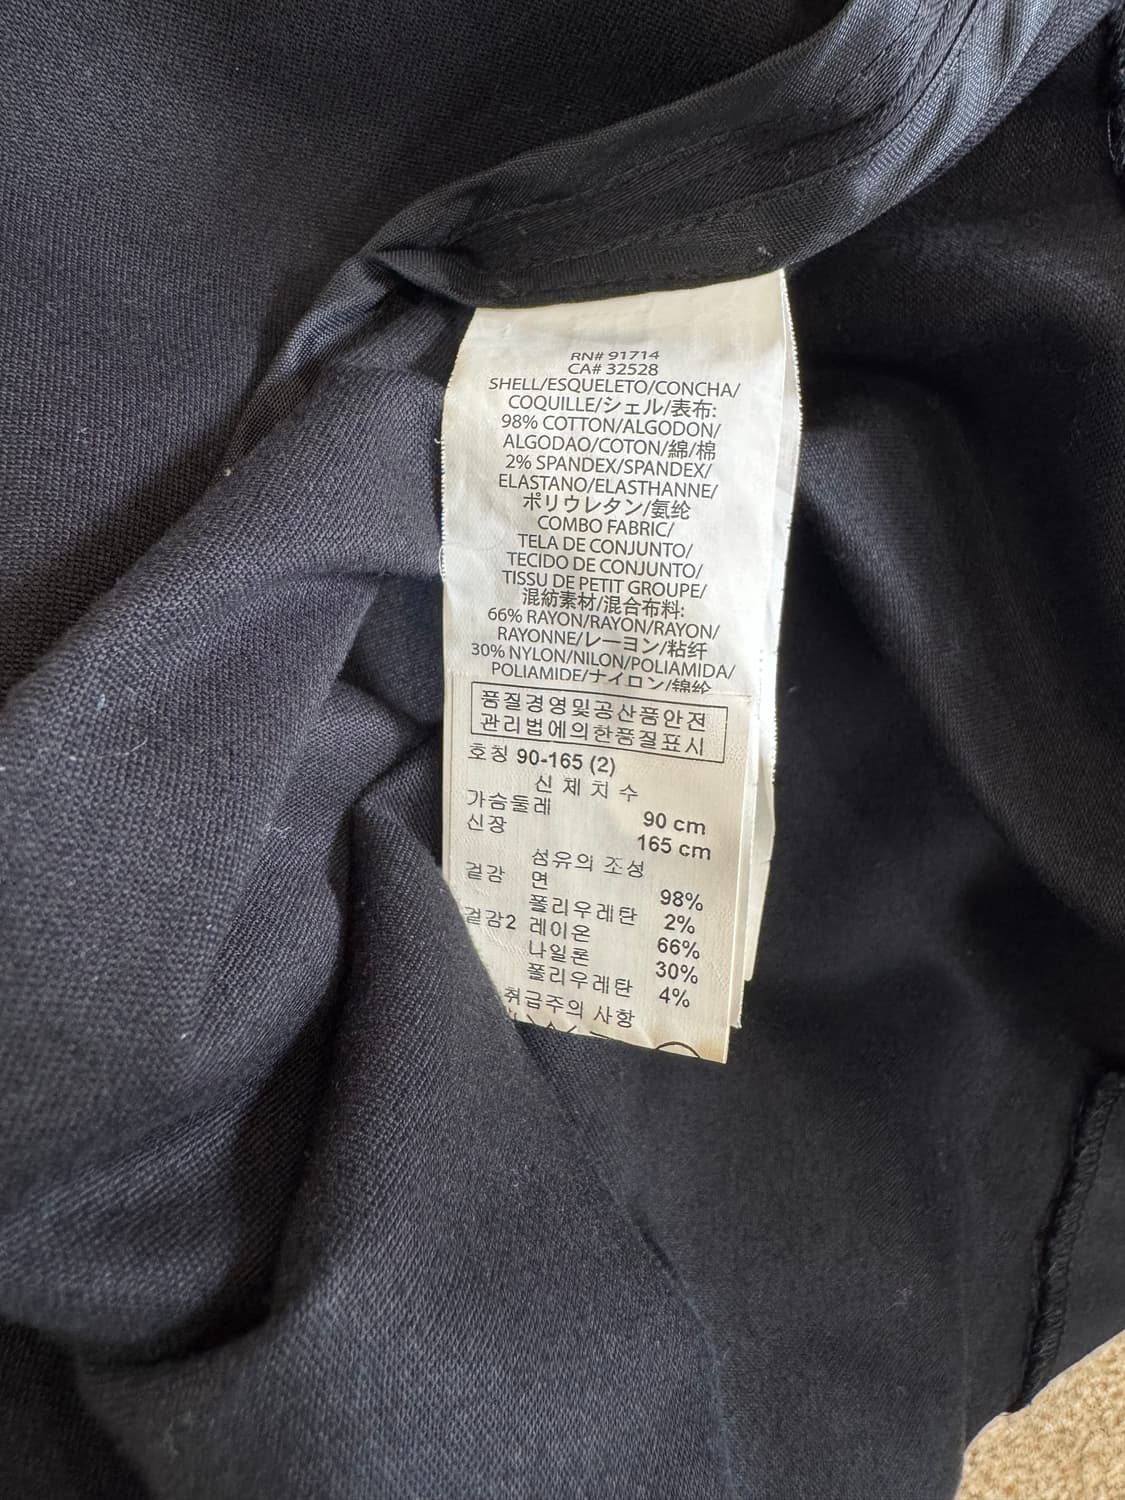 RN# 91714
CA# 32528
SHELL/ESQUELETO/CONCHA/
COQUILLE/シェル/表布:
98% COTTON/ALGODON/
ALGODAO/COTON/綿/棉
2% SPANDEX/SPANDEX/
ELASTANO/ELASTHANNE/
ポリウレタン/氨纶
COMBO FABRIC/
TELA DE CONJUNTO/
TECIDO DE CONJUNTO/
TISSU DE PETIT GROUPE/
混紡素材/混合布料:
66% RAYON/RAYON/RAYON/
RAYONNE/レーヨン/粘纤
30% NYLON/NILON/POLIAMIDA/
POLIAMIDE/ナイロン/锦纶
품질경영및공산품안전
관리법에의한품질표시
호칭 90-165 (2)
신체치수
가슴둘레 90 cm
신장 165 cm
섬유의 조성
겉감 면 98%
폴리우레탄 2%
겉감2 레이온 66%
나일론 30%
폴리우레탄 4%
취급주의 사항